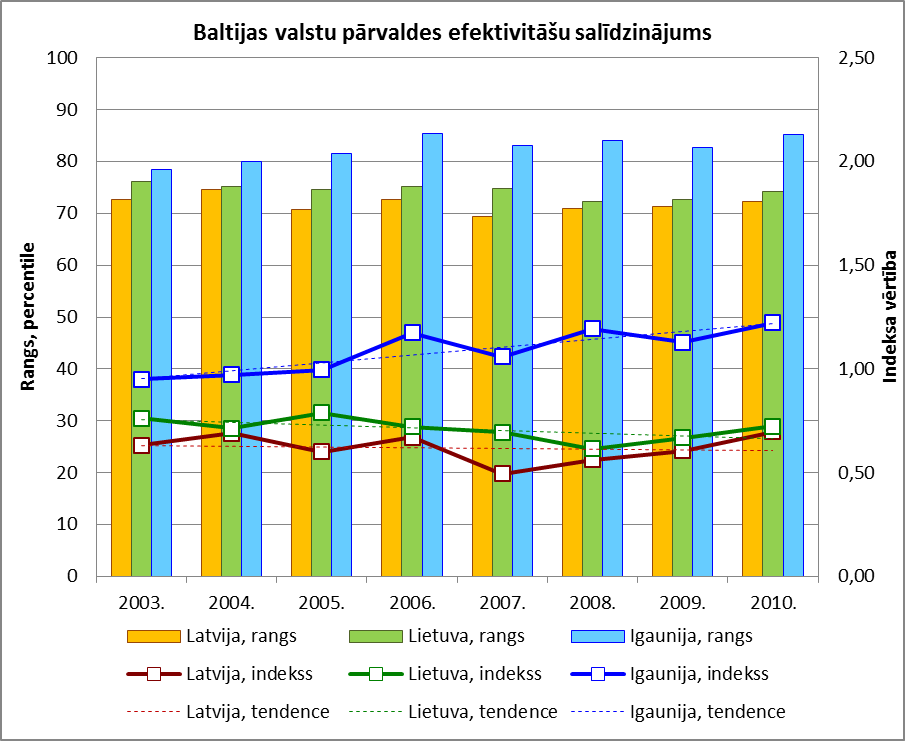 Baltijas valstu pārvaldes efektivitāšu salīdzinājums
100
90
80
70
60
50
40
30
20
10
0
Rangs, percentile
2,50
2,00
1,50
1,00
0,50
0,00
Indeksa vērtība
2003. 2004. 2005. 2006. 2007. 2008. 2009. 2010.
Latvija, rangs Lietuva, rangs Igaunija, rangs
Latvija, indekss Lietuva, indekss Igaunija, indekss
Latvija, tendence Lietuva, tendence Igaunija, tendence